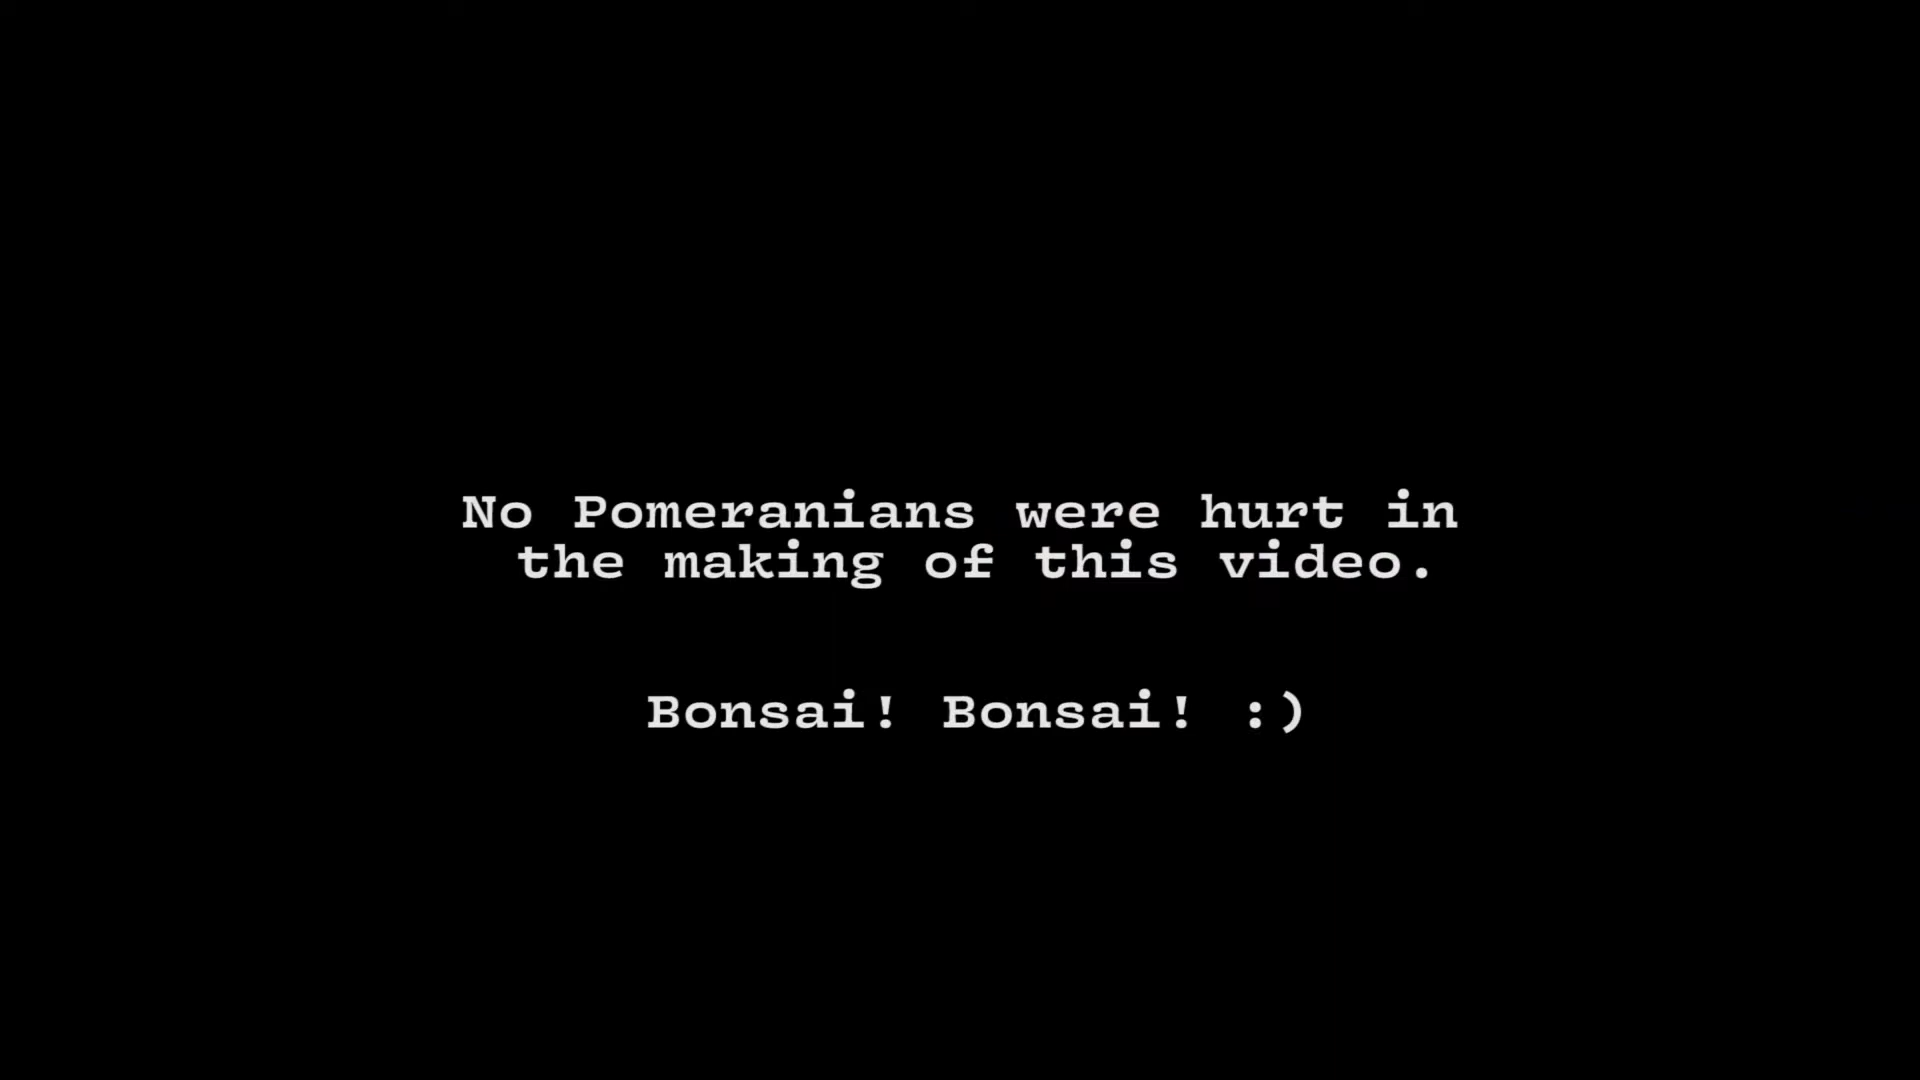 No Pomeranians were hurt in
the making of this video.
Bonsai! Bonsai! :)